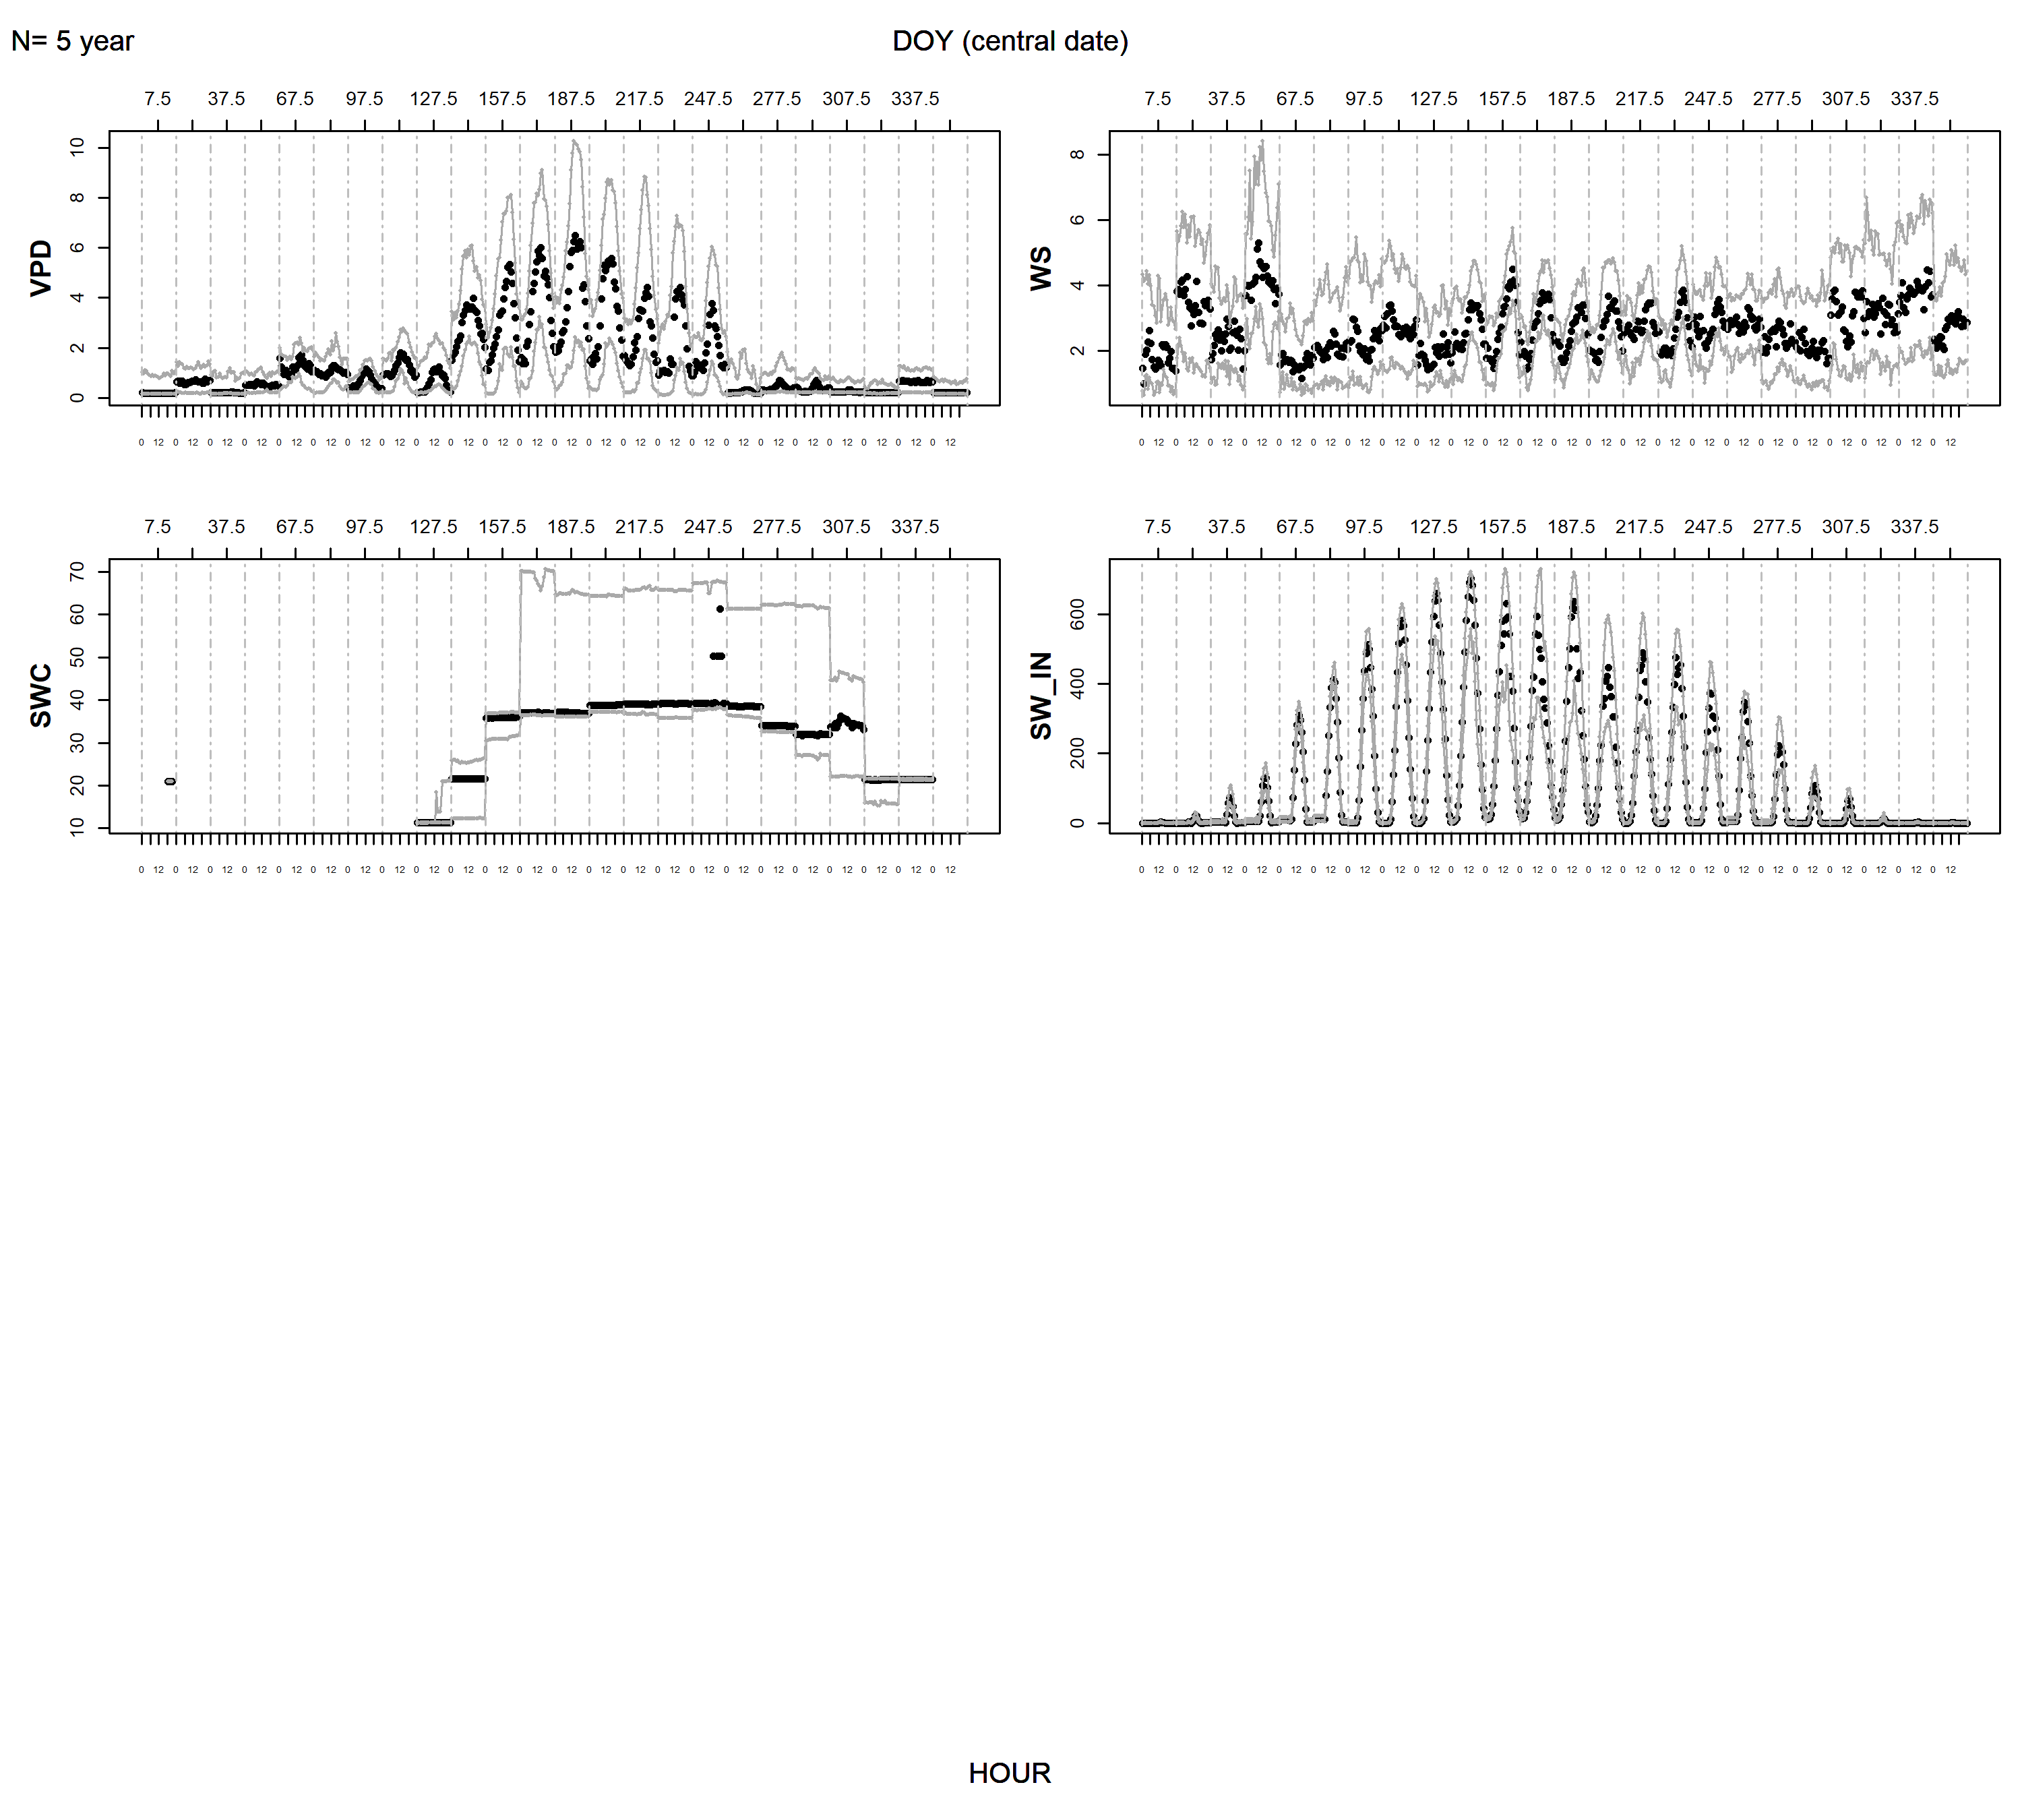 N= 5 year
DOY (central date)
7.5 37.5 67.5 97.5 127.5 157.5 187.5 217.5 247.5 277.5 307.5 337.5
VPD
0 2 4 6 8 10
0 12 0 12 0 12 0 12 0 12 0 12 0 12 0 12 0 12 0 12 0 12 0 12 0 12 0 12 0 12 0 12 0 12 0 12 0 12 0 12 0 12 0 12 0 12 0 12
7.5 37.5 67.5 97.5 127.5 157.5 187.5 217.5 247.5 277.5 307.5 337.5
WS
2 4 6 8
0 12 0 12 0 12 0 12 0 12 0 12 0 12 0 12 0 12 0 12 0 12 0 12 0 12 0 12 0 12 0 12 0 12 0 12 0 12 0 12 0 12 0 12 0 12 0 12
7.5 37.5 67.5 97.5 127.5 157.5 187.5 217.5 247.5 277.5 307.5 337.5
SWC
10 20 30 40 50 60 70
0 12 0 12 0 12 0 12 0 12 0 12 0 12 0 12 0 12 0 12 0 12 0 12 0 12 0 12 0 12 0 12 0 12 0 12 0 12 0 12 0 12 0 12 0 12 0 12
7.5 37.5 67.5 97.5 127.5 157.5 187.5 217.5 247.5 277.5 307.5 337.5
SW_IN
0 200 400 600
0 12 0 12 0 12 0 12 0 12 0 12 0 12 0 12 0 12 0 12 0 12 0 12 0 12 0 12 0 12 0 12 0 12 0 12 0 12 0 12 0 12 0 12 0 12 0 12
HOUR